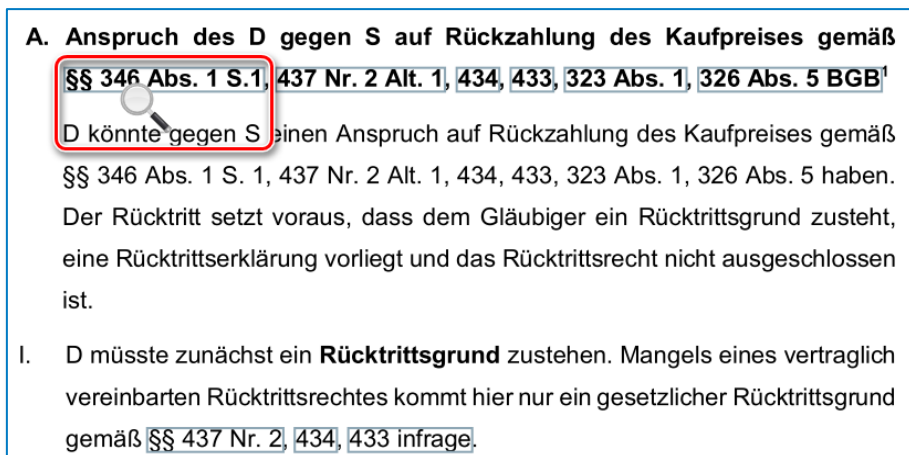 A. Anspruch des D gegen S auf Rückzahlung des Kaufpreises gemäß
§§ 346 Abs. 1 S.1, 437 Nr. 2 Alt. 1, 434, 433, 323 Abs. 1, 326 Abs. 5 BGB¹
D könnte gegen S einen Anspruch auf Rückzahlung des Kaufpreises gemäß
§§ 346 Abs. 1 S. 1, 437 Nr. 2 Alt. 1, 434, 433, 323 Abs. 1, 326 Abs. 5 haben.
Der Rücktritt setzt voraus, dass dem Gläubiger ein Rücktrittsgrund zusteht,
eine Rücktrittserklärung vorliegt und das Rücktrittsrecht nicht ausgeschlossen
ist.
I. D müsste zunächst ein Rücktrittsgrund zustehen. Mangels eines vertraglich
vereinbarten Rücktrittsrechtes kommt hier nur ein gesetzlicher Rücktrittsgrund
gemäß §§ 437 Nr. 2, 434, 433 infrage.